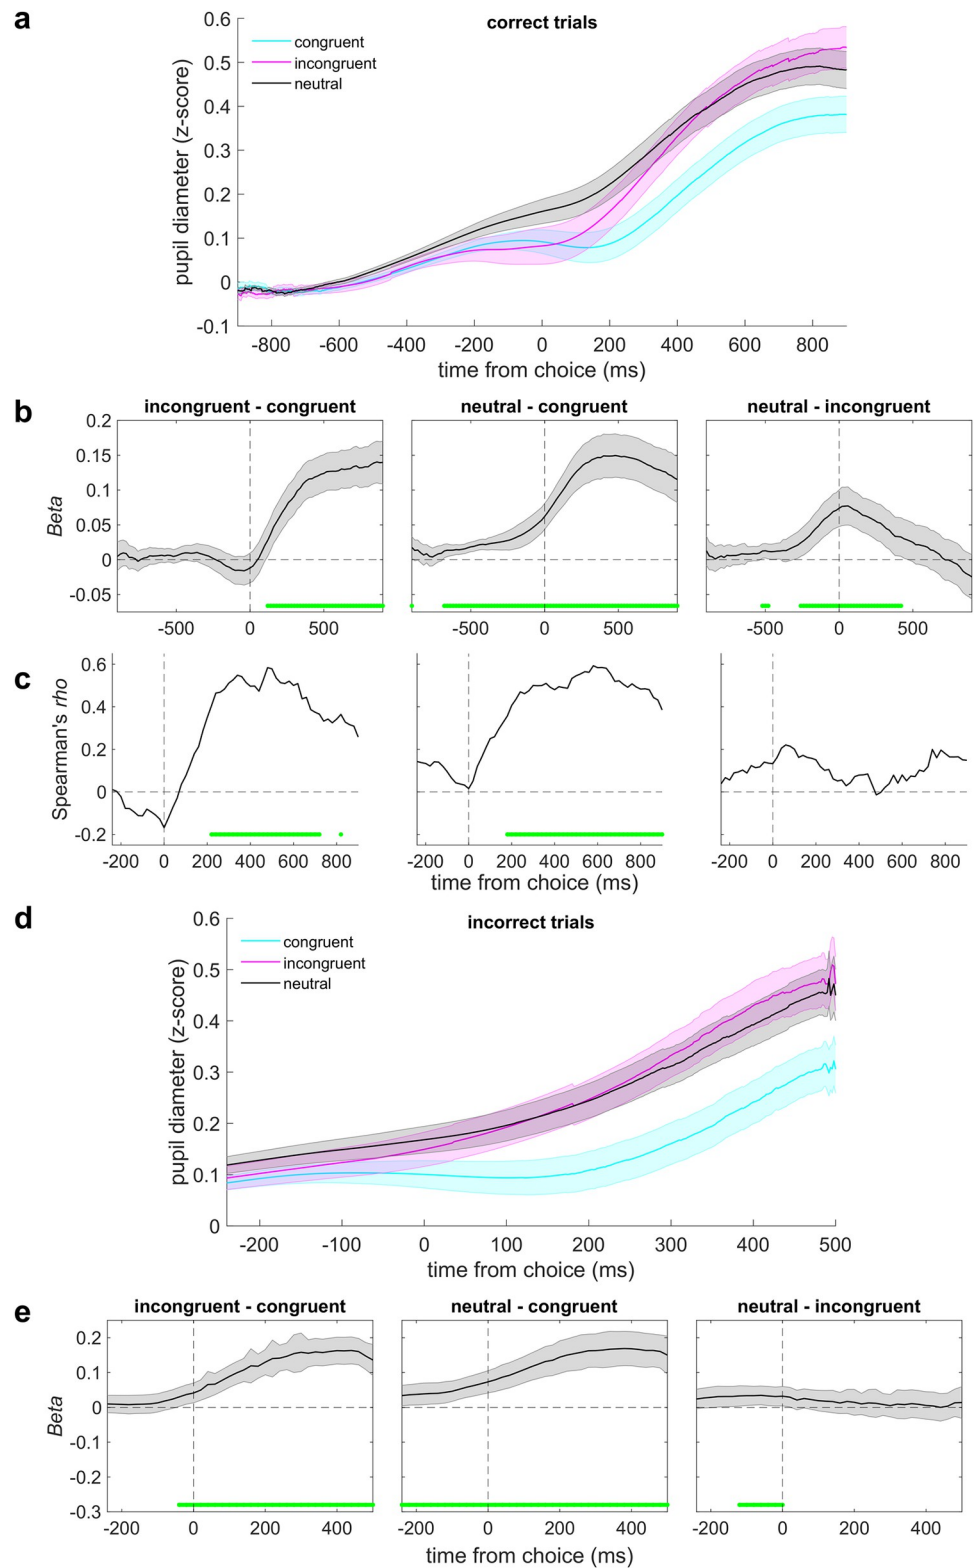 a
correct trials
congruent
incongruent
neutral
pupil diameter (z-score)
0.6
0.5
0.4
0.3
0.2
0.1
0
-0.1
-800 -600 -400 -200 0 200 400 600 800
time from choice (ms)
b
incongruent - congruent
neutral - congruent
neutral - incongruent
Beta
0.2
0.15
0.1
0.05
0
-0.05
-500 0 500
-500 0 500
-500 0 500
c
Spearman's rho
0.6
0.4
0.2
0
-0.2
-200 0 200 400 600 800
-200 0 200 400 600 800
-200 0 200 400 600 800
time from choice (ms)
d
incorrect trials
congruent
incongruent
neutral
pupil diameter (z-score)
0.6
0.5
0.4
0.3
0.2
0.1
0
-200 -100 0 100 200 300 400 500
time from choice (ms)
e
incongruent - congruent
neutral - congruent
neutral - incongruent
Beta
0.2
0.1
0
-0.1
-0.2
-0.3
-200 0 200 400
-200 0 200 400
-200 0 200 400
time from choice (ms)